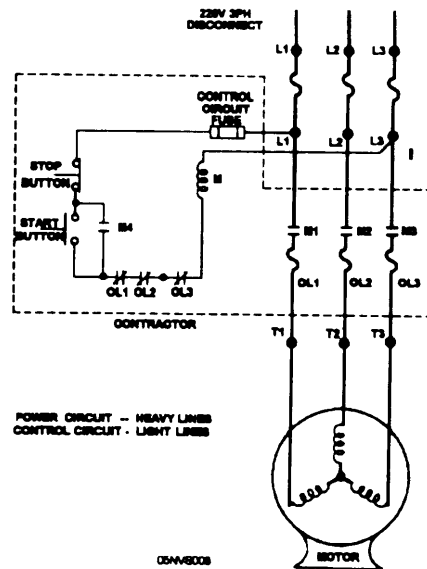 220V 3PH
DISCONNECT
L1
L2
L3
CONTROL
CIRCUIT
FUSE
L1
L2
L3
STOP
BUTTON
M
START
BUTTON
M4
M1
M2
M3
OL1
OL2
OL3
OL1
OL2
OL3
CONTRACTOR
T1
T2
T3
POWER CIRCUIT - HEAVY LINES
CONTROL CIRCUIT - LIGHT LINES
MOTOR